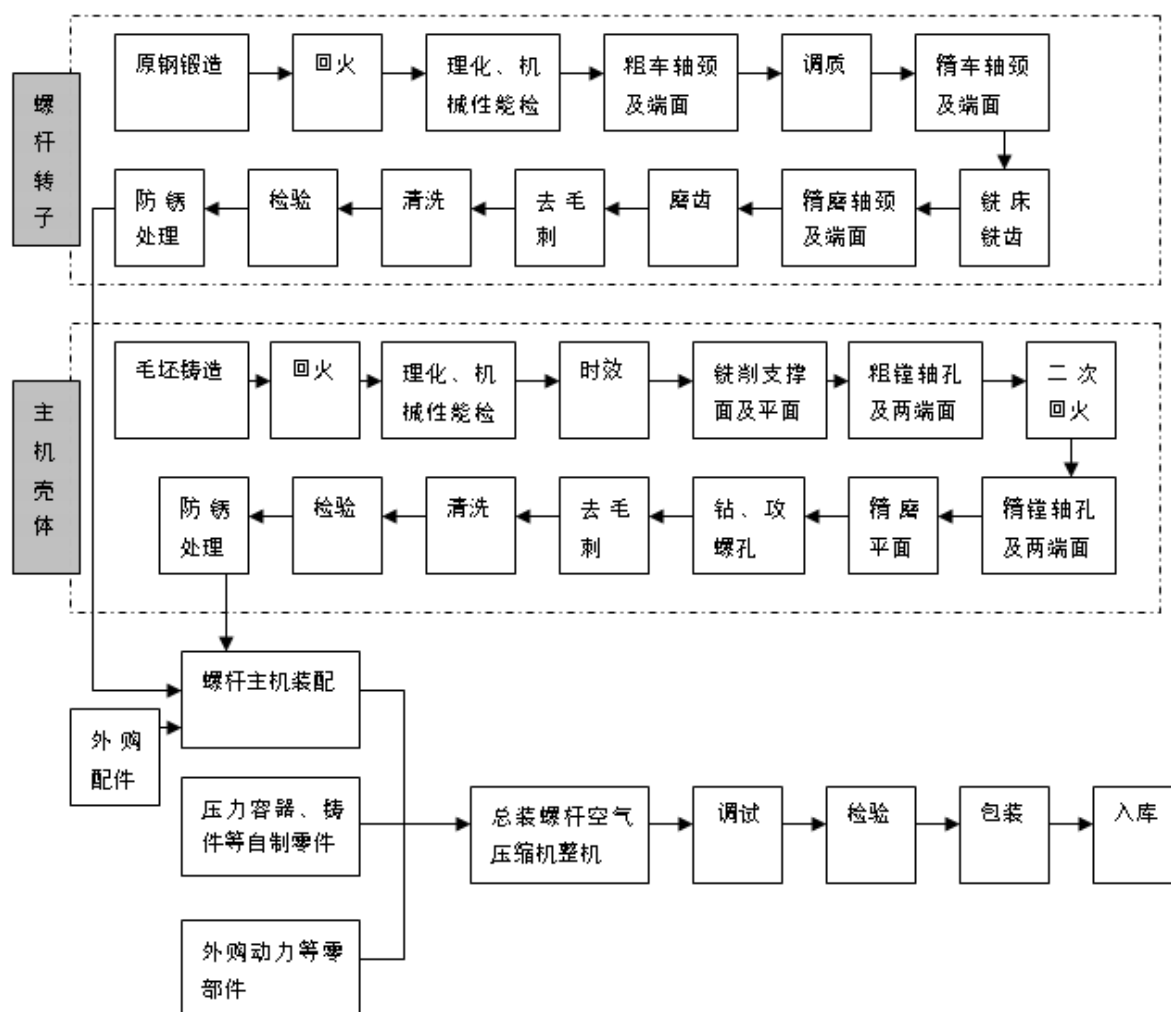 螺杆转子
原钢锻造
回火
理化、机
械性能检
粗车轴颈
及端面
调质
精车轴颈
及端面
防锈
处理
检验
清洗
去毛
刺
磨齿
精磨轴颈
及端面
铣床
铣齿
主机壳体
毛坯铸造
回火
理化、机
械性能检
时效
铣削支撑
面及平面
粗镗轴孔
及两端面
二次
回火
防锈
处理
检验
清洗
去毛
刺
钻、攻
螺孔
精磨
平面
精镗轴孔
及两端面
螺杆主机装配
外购
配件
压力容器、铸
件等自制零件
总装螺杆空气
压缩机整机
调试
检验
包装
入库
外购动力等零
部件